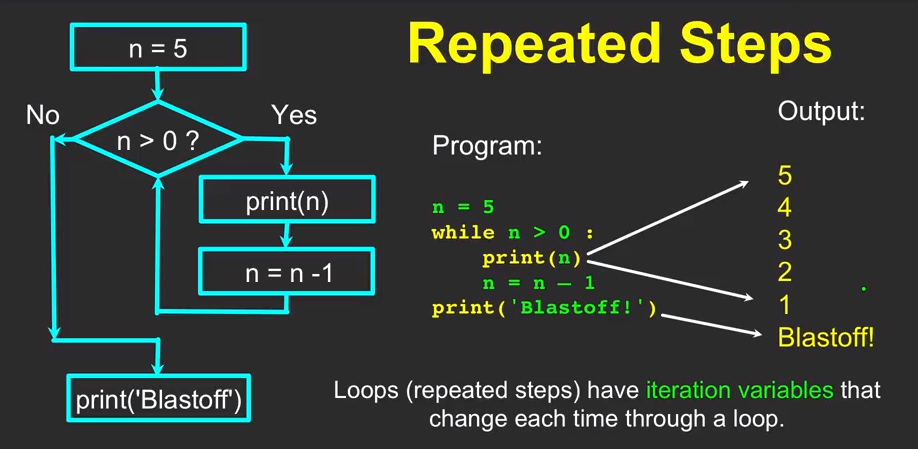 Repeated Steps
n = 5
No
Yes
n > 0 ?
print(n)
n = n -1
print('Blastoff')
Program:
n = 5
while n > 0 :
    print(n)
    n = n – 1
print('Blastoff!')
Output:
5
4
3
2
1
Blastoff!
Loops (repeated steps) have iteration variables that
change each time through a loop.